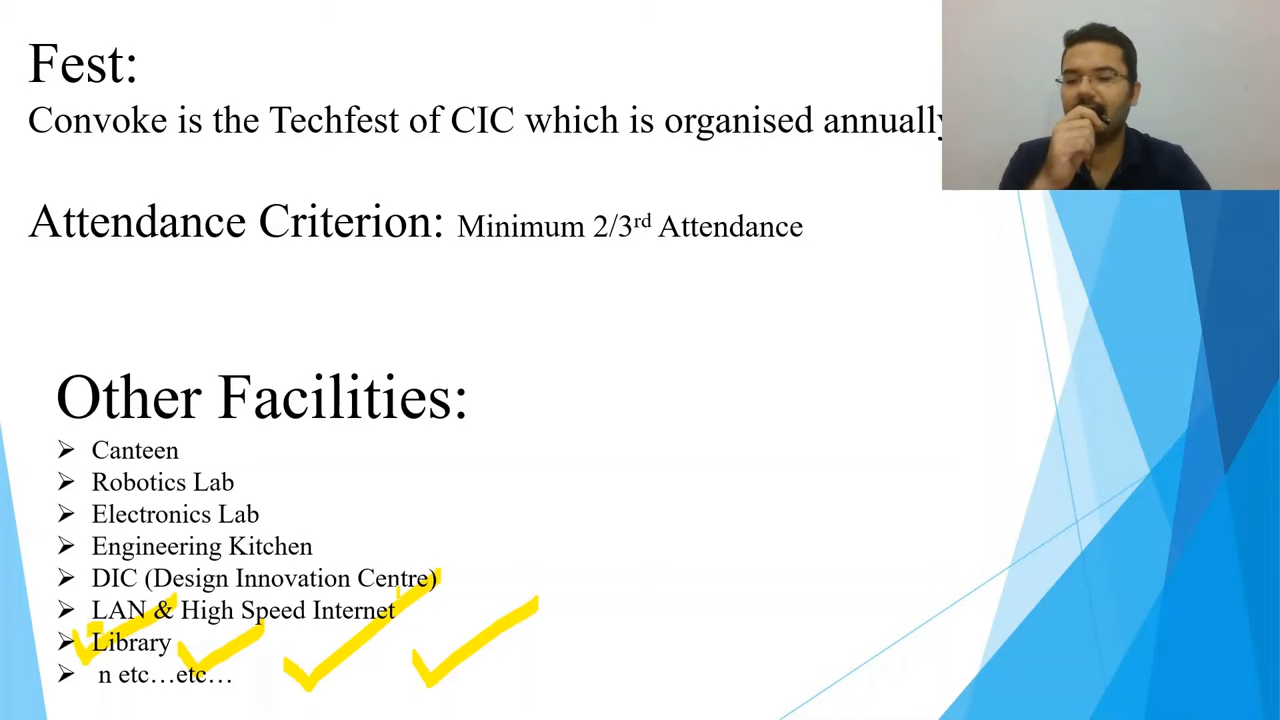 Fest:
Convoke is the Techfest of CIC which is organised annually
Attendance Criterion: Minimum 2/3rd Attendance
Other Facilities:
➢ Canteen
➢ Robotics Lab
➢ Electronics Lab
➢ Engineering Kitchen
➢ DIC (Design Innovation Centre)
➢ LAN & High Speed Internet
➢ Library
➢ n etc…etc…